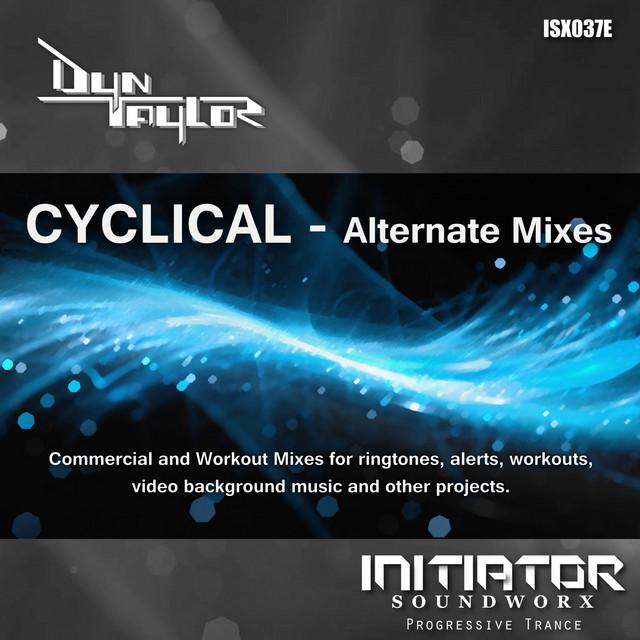 ISX037E
DYN
TAYLOR
CYCLICAL - Alternate Mixes
Commercial and Workout Mixes for ringtones, alerts, workouts,
video background music and other projects.
INITIATOR
SOUNDWORX
PROGRESSIVE TRANCE